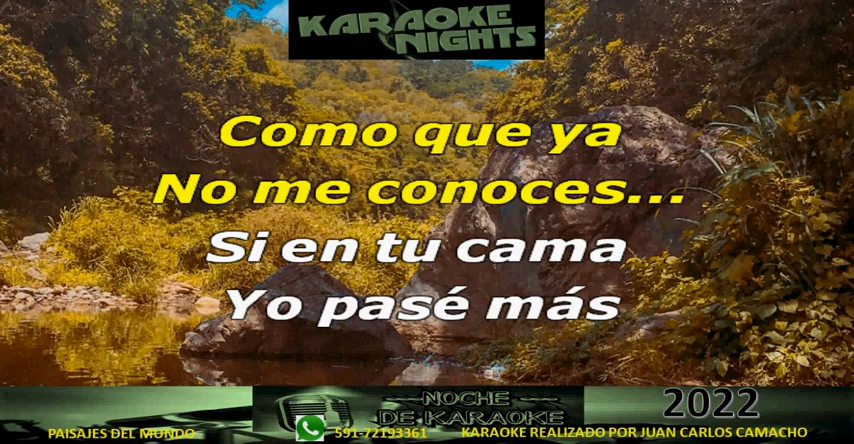 KARAOKE
NIGHTS
Como que ya
No me conoces...
Si en tu cama
Yo pasé más
NOCHE
DE KARAOKE
2022
PAISAJES DEL MUNDO
591-72193361
KARAOKE REALIZADO POR JUAN CARLOS CAMACHO